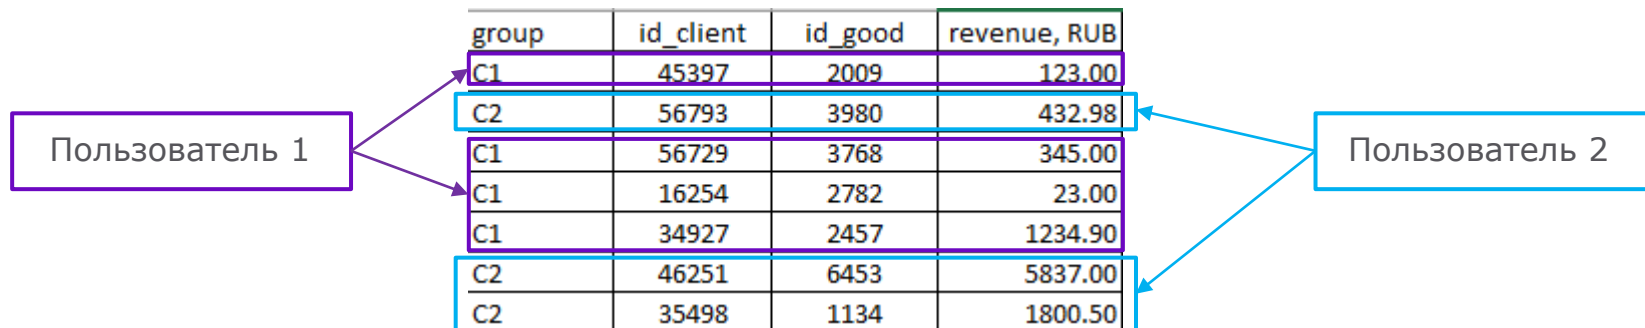 group id_client id_good revenue, RUB
C1 45397 2009 123.00
C2 56793 3980 432.98
Пользователь 1
C1 56729 3768 345.00
Пользователь 2
C1 16254 2782 23.00
C1 34927 2457 1234.90
C2 46251 6453 5837.00
C2 35498 1134 1800.50